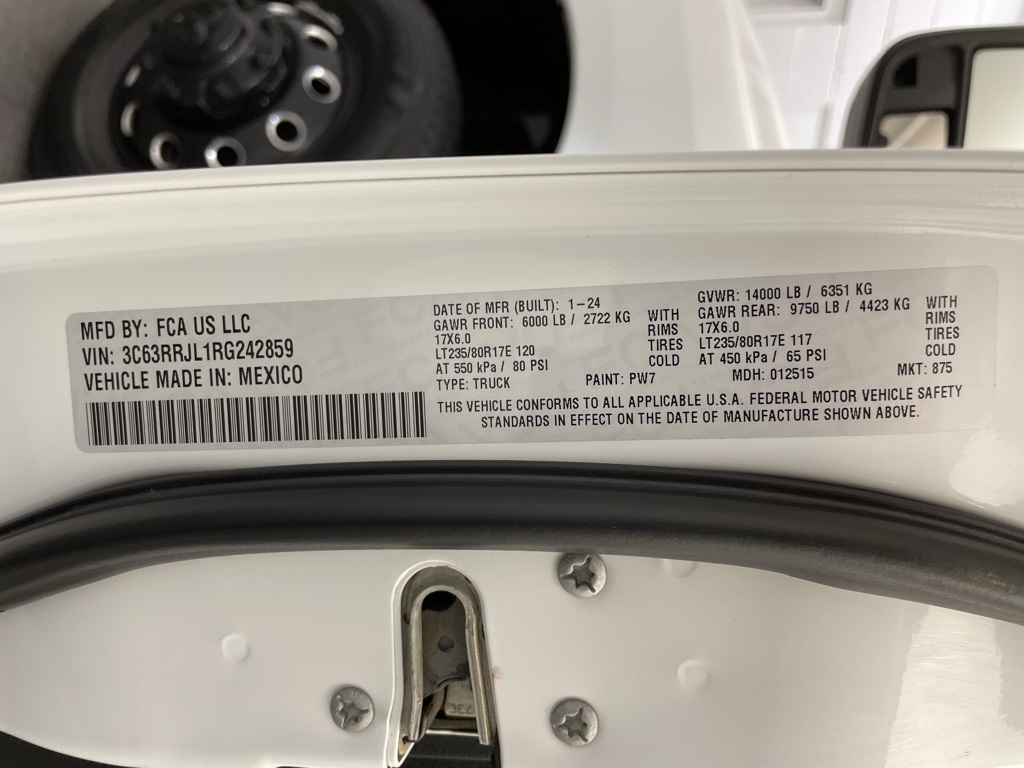 MFD BY: FCA US LLC
VIN: 3C63RRJL1RG242859
VEHICLE MADE IN: MEXICO
DATE OF MFR (BUILT): 1-24
GAWR FRONT: 6000 LB / 2722 KG WITH
17X6.0 RIMS
LT235/80R17E 120 TIRES
AT 550 kPa / 80 PSI COLD
TYPE: TRUCK PAINT: PW7
GVWR: 14000 LB / 6351 KG
GAWR REAR: 9750 LB / 4423 KG WITH
17X6.0 RIMS
LT235/80R17E 117 TIRES
AT 450 kPa / 65 PSI COLD
MDH: 012515 MKT: 875
THIS VEHICLE CONFORMS TO ALL APPLICABLE U.S.A. FEDERAL MOTOR VEHICLE SAFETY
STANDARDS IN EFFECT ON THE DATE OF MANUFACTURE SHOWN ABOVE.